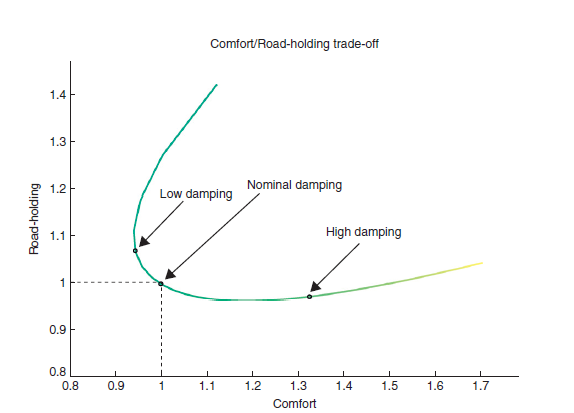 Comfort/Road-holding trade-off
1.4
1.3
1.2
1.1
1
0.9
0.8
Road-holding
Low damping
Nominal damping
High damping
0.8 0.9 1 1.1 1.2 1.3 1.4 1.5 1.6 1.7
Comfort